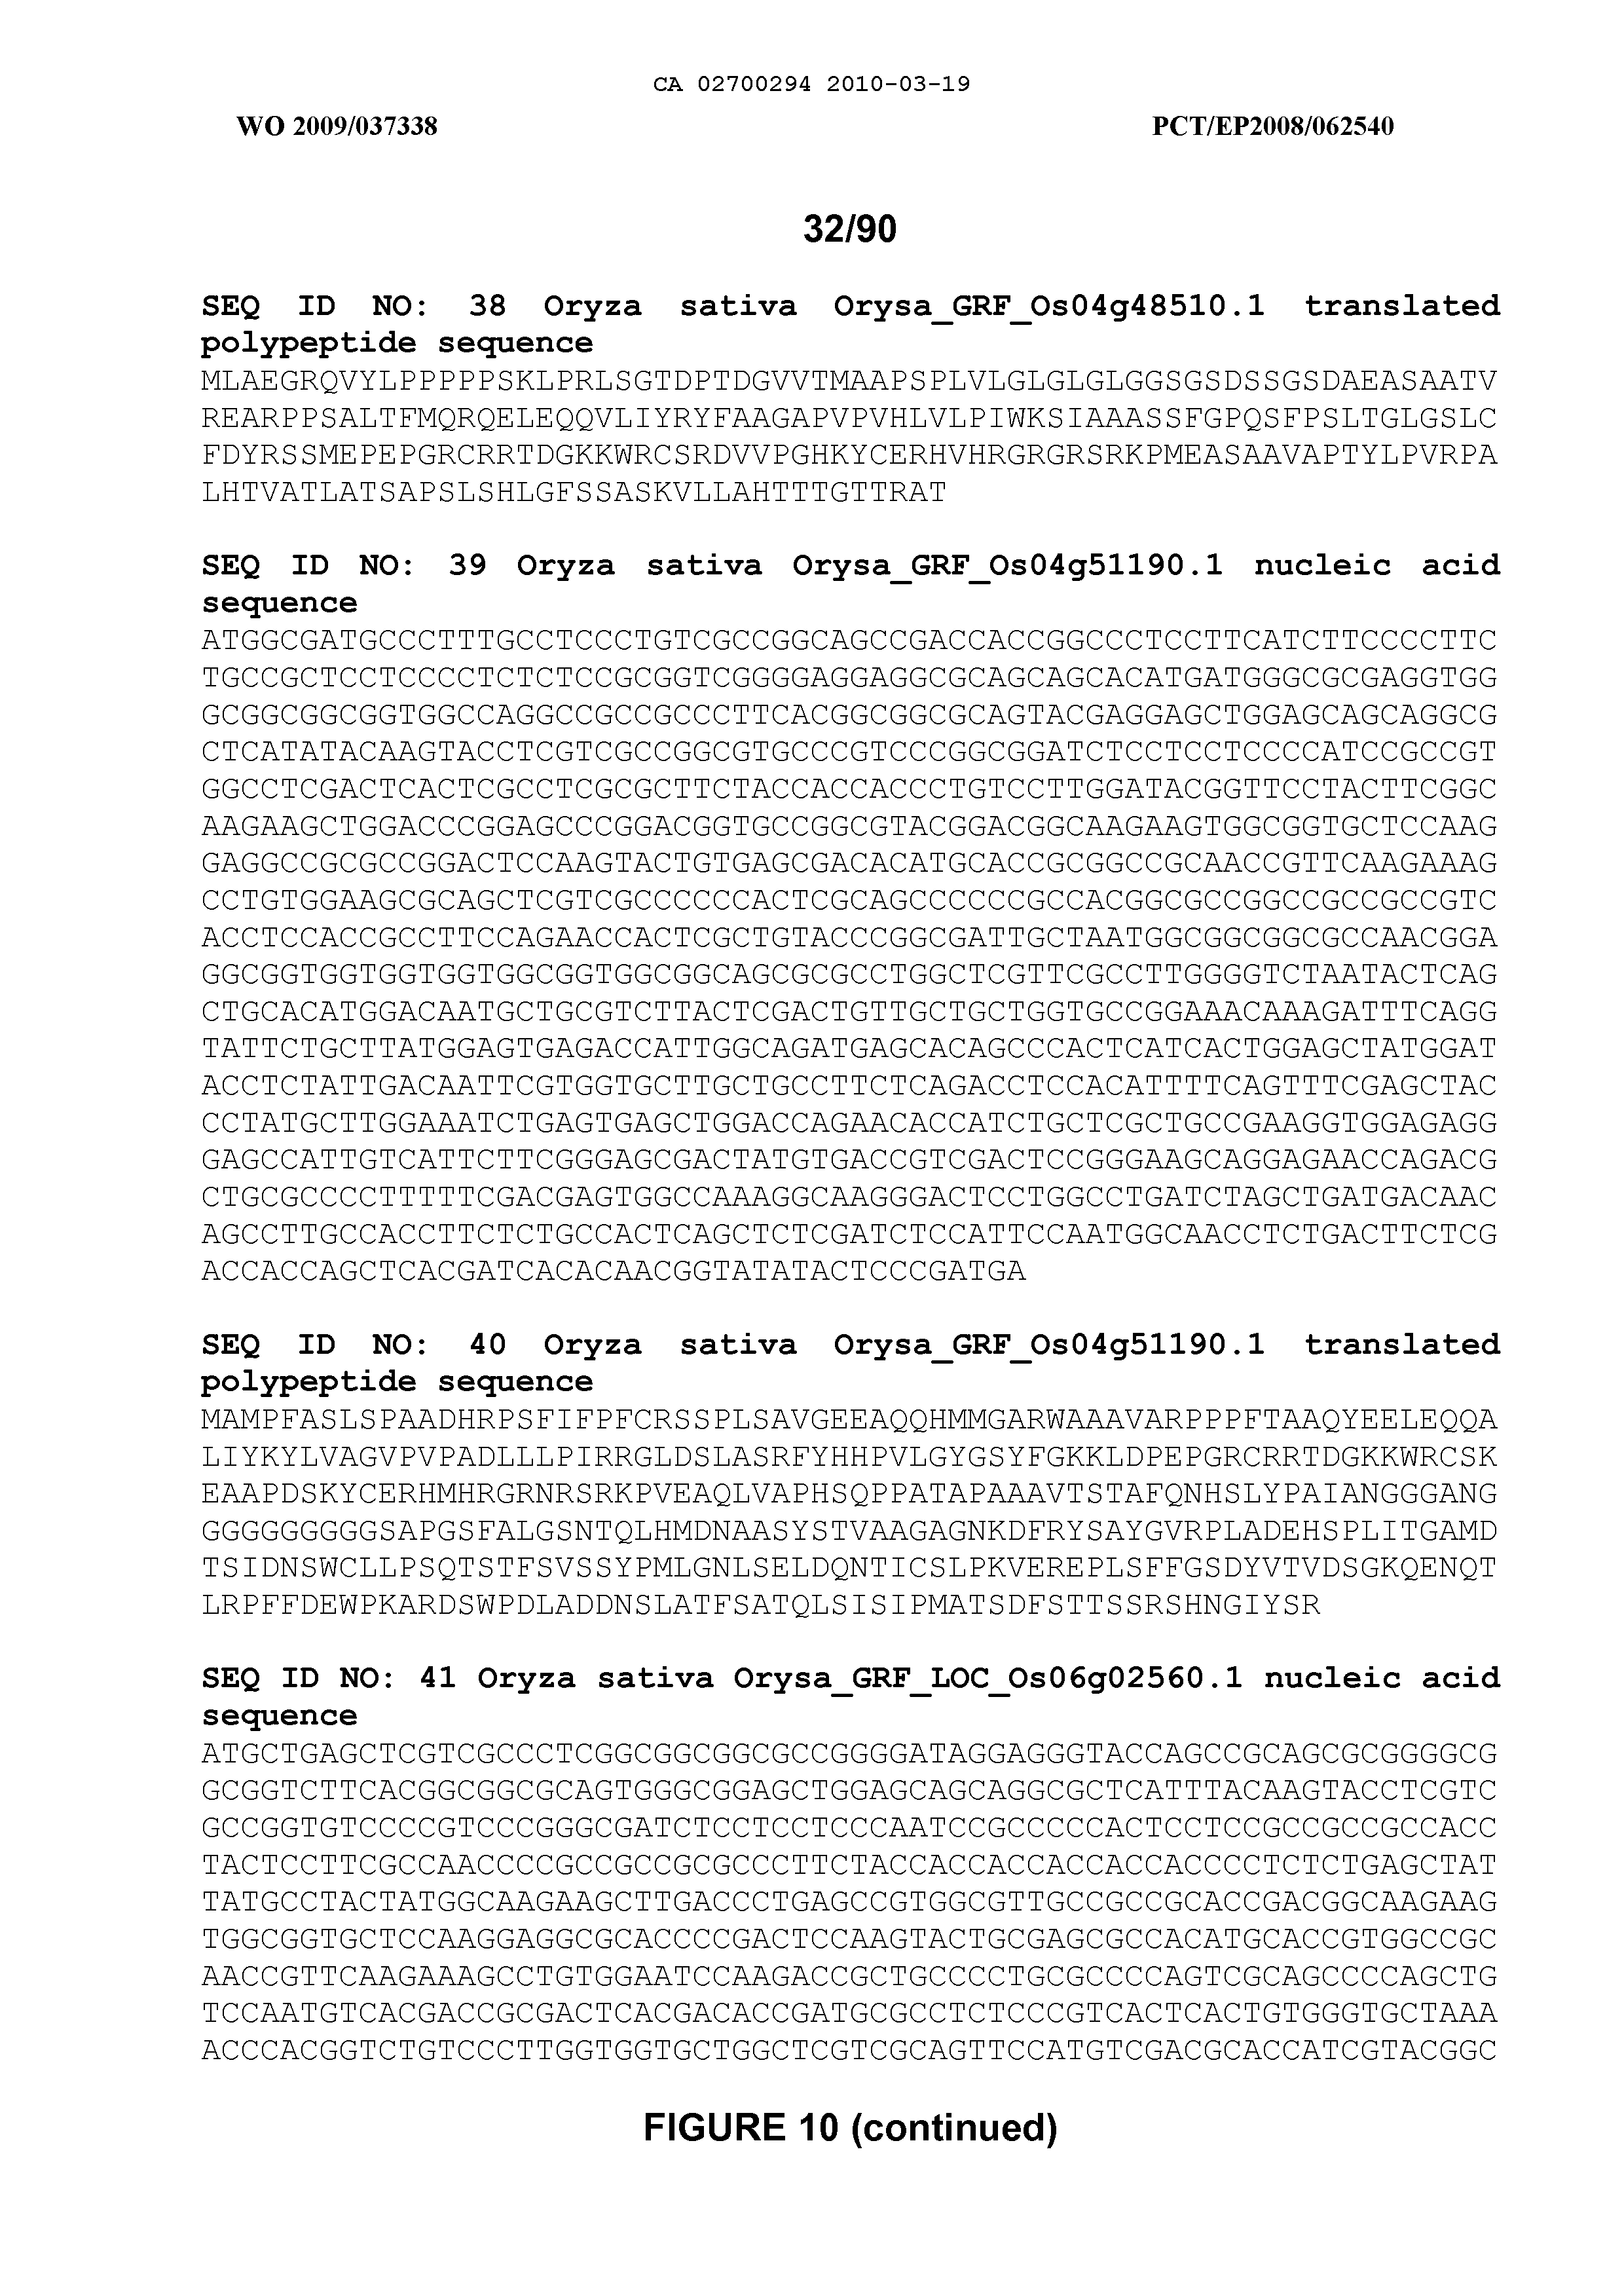 CA 02700294 2010-03-19
WO 2009/037338 PCT/EP2008/062540
32/90
SEQ ID NO: 38 Oryza sativa Orysa_GRF_Os04g48510.1 translated
polypeptide sequence
MLAEGRQVYLPPPPPSKLPRLSGTDPTDGVVTMAAPSPLVLGLGLGLGGSGSDSSGSDAEASAATV
REARPPSALTFMQRQELEQQVLIYRYFAAGAPVPVHLVLPIWKSIAAASSFGPQSFPSLTGLGSLC
FDYRSSMEPEPGRCRRTDGKKWRCSRDVVPGHKYCERHVHRGRGRSRKPMEASAAVAPTYLPVRPA
LHTVATLATSAPSLSHLGFSSASKVLLAHTTTGTTRAT
SEQ ID NO: 39 Oryza sativa Orysa_GRF_Os04g51190.1 nucleic acid
sequence
ATGGCGATGCCCTTTGCCTCCCTGTCGCCGGCAGCCGACCACCGGCCCTCCTTCATCTTCCCCTTC
TGCCGCTCCTCCCCTCTCTCCGCGGTCGGGGAGGAGGCGCAGCAGCACATGATGGGCGCGAGGTGG
GCGGCGGCGGTGGCCAGGCCGCCGCCCTTCACGGCGGCGCAGTACGAGGAGCTGGAGCAGCAGGCG
CTCATATACAAGTACCTCGTCGCCGGCGTGCCCGTCCCGGCGGATCTCCTCCTCCCCATCCGCCGT
GGCCTCGACTCACTCGCCTCGCGCTTCTACCACCACCCTGTCCTTGGATACGGTTCCTACTTCGGC
AAGAAGCTGGACCCGGAGCCCGGACGGTGCCGGCGTACGGACGGCAAGAAGTGGCGGTGCTCCAAG
GAGGCCGCGCCGGACTCCAAGTACTGTGAGCGACACATGCACCGCGGCCGCAACCGTTCAAGAAAG
CCTGTGGAAGCGCAGCTCGTCGCCCCCCACTCGCAGCCCCCCGCCACGGCGCCGGCCGCCGCCGTC
ACCTCCACCGCCTTCCAGAACCACTCGCTGTACCCGGCGATTGCTAATGGCGGCGGCGCCAACGGA
GGCGGTGGTGGTGGTGGCGGTGGCGGCAGCGCGCCTGGCTCGTTCGCCTTGGGGTCTAATACTCAG
CTGCACATGGACAATGCTGCGTCTTACTCGACTGTTGCTGCTGGTGCCGGAAACAAAGATTTCAGG
TATTCTGCTTATGGAGTGAGACCATTGGCAGATGAGCACAGCCCACTCATCACTGGAGCTATGGAT
ACCTCTATTGACAATTCGTGGTGCTTGCTGCCTTCTCAGACCTCCACATTTTCAGTTTCGAGCTAC
CCTATGCTTGGAAATCTGAGTGAGCTGGACCAGAACACCATCTGCTCGCTGCCGAAGGTGGAGAGG
GAGCCATTGTCATTCTTCGGGAGCGACTATGTGACCGTCGACTCCGGGAAGCAGGAGAACCAGACG
CTGCGCCCCTTTTTCGACGAGTGGCCAAAGGCAAGGGACTCCTGGCCTGATCTAGCTGATGACAAC
AGCCTTGCCACCTTCTCTGCCACTCAGCTCTCGATCTCCATTCCAATGGCAACCTCTGACTTCTCG
ACCACCAGCTCACGATCACACAACGGTATATACTCCCGATGA
SEQ ID NO: 40 Oryza sativa Orysa_GRF_Os04g51190.1 translated
polypeptide sequence
MAMPFASLSPAADHRPSFIFPFCRSSPLSAVGEEAQQHMMGARWAAAVARPPPFTAAQYEELEQQA
LIYKYLVAGVPVPADLLLPIRRGLDSLASRFYHHPVLGYGSYFGKKLDPEPGRCRRTDGKKWRCSK
EAAPDSKYCERHMHRGRNRSRKPVEAQLVAPHSQPPATAPAAAVTSTAFQNHSLYPAIANGGGANG
GGGGGGGGGSAPGSFALGSNTQLHMDNAASYSTVAAGAGNKDFRYSAYGVRPLADEHSPLITGAMD
TSIDNSWCLLPSQTSTFSVSSYPMLGNLSELDQNTICSLPKVEREPLSFFGSDYVTVDSGKQENQT
LRPFFDEWPKARDSWPDLADDNSLATFSATQLSISIPMATSDFSTTSSRSHNGIYSR
SEQ ID NO: 41 Oryza sativa Orysa_GRF_LOC_Os06g02560.1 nucleic acid
sequence
ATGCTGAGCTCGTCGCCCTCGGCGGCGGCGCCGGGGATAGGAGGGTACCAGCCGCAGCGCGGGGCG
GCGGTCTTCACGGCGGCGCAGTGGGCGGAGCTGGAGCAGCAGGCGCTCATTTACAAGTACCTCGTC
GCCGGTGTCCCCGTCCCGGGCGATCTCCTCCTCCCAATCCGCCCCCACTCCTCCGCCGCCGCCACC
TACTCCTTCGCCAACCCCGCCGCCGCGCCCTTCTACCACCACCACCACCACCCCTCTCTGAGCTAT
TATGCCTACTATGGCAAGAAGCTTGACCCTGAGCCGTGGCGTTGCCGCCGCACCGACGGCAAGAAG
TGGCGGTGCTCCAAGGAGGCGCACCCCGACTCCAAGTACTGCGAGCGCCACATGCACCGTGGCCGC
AACCGTTCAAGAAAGCCTGTGGAATCCAAGACCGCTGCCCCTGCGCCCCAGTCGCAGCCCCAGCTG
TCCAATGTCACGACCGCGACTCACGACACCGATGCGCCTCTCCCGTCACTCACTGTGGGTGCTAAA
ACCCACGGTCTGTCCCTTGGTGGTGCTGGCTCGTCGCAGTTCCATGTCGACGCACCATCGTACGGC
FIGURE 10 (continued)